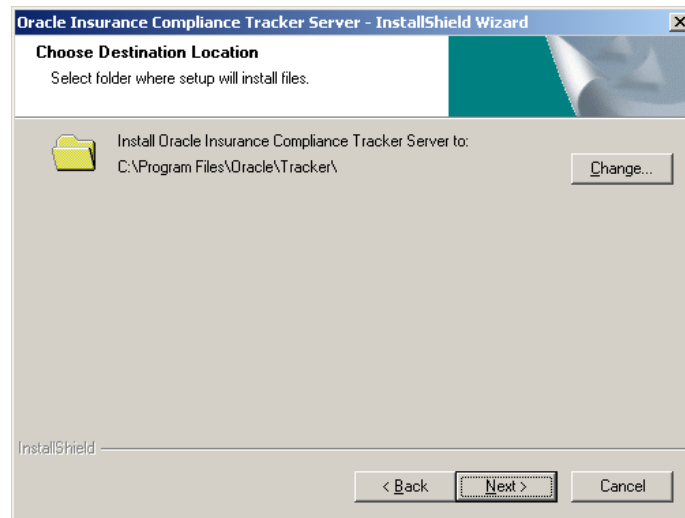 Oracle Insurance Compliance Tracker Server - InstallShield Wizard
Choose Destination Location
Select folder where setup will install files.
Install Oracle Insurance Compliance Tracker Server to:
C:\Program Files\Oracle\Tracker\
Change...
InstallShield
< Back
Next >
Cancel